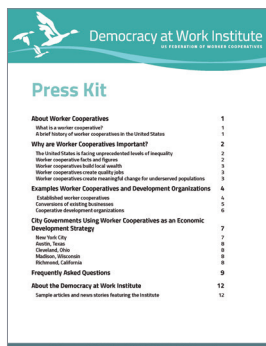 Democracy at Work Institute
US FEDERATION OF WORKER COOPERATIVES
Press Kit
About Worker Cooperatives 1
What is a worker cooperative? 1
A brief history of worker cooperatives in the United States 1
Why are Worker Cooperatives Important? 2
The United States is facing unprecedented levels of inequality 2
Worker cooperative facts and figures 2
Worker cooperatives build local wealth 3
Worker cooperatives create quality jobs 3
Worker cooperatives create meaningful change for underserved populations 3
Examples Worker Cooperatives and Development Organizations 4
Established worker cooperatives 4
Conversions of existing businesses 5
Cooperative development organizations 6
City Governments Using Worker Cooperatives as an Economic
Development Strategy 7
New York City 7
Austin, Texas 8
Cleveland, Ohio 8
Madison, Wisconsin 8
Richmond, California 8
Frequently Asked Questions 9
About the Democracy at Work Institute 12
Sample articles and news stories featuring the Institute 12